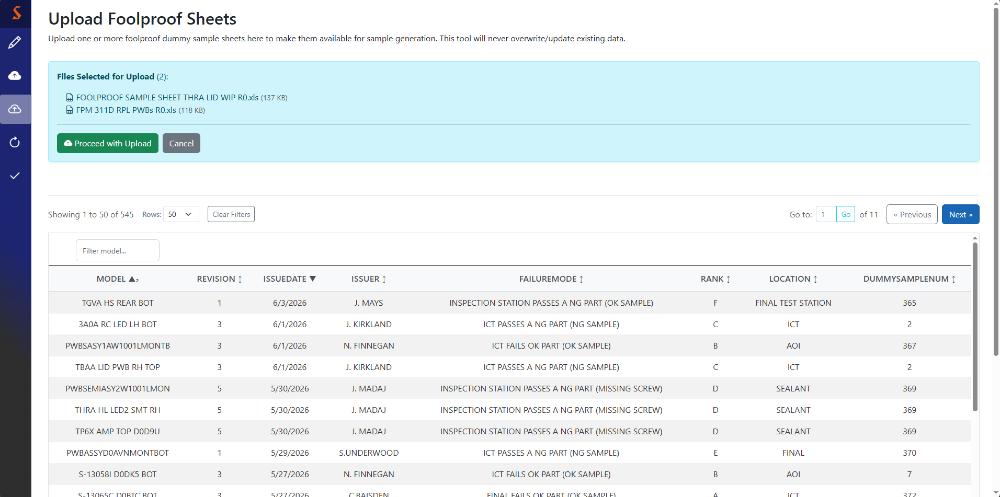 Upload Foolproof Sheets
Upload one or more foolproof dummy sample sheets here to make them available for sample generation. This tool will never overwrite/update existing data.
Files Selected for Upload (2):
FOOLPROOF SAMPLE SHEET THRA LID WIP R0.xls (137 KB)
FPM 311D RPL PWBs R0.xls (118 KB)
Proceed with Upload Cancel
Showing 1 to 50 of 545 Rows: 50 Clear Filters Go to: 1 Go of 11 « Previous Next »
Filter model...
MODEL ▲₂ REVISION ↕ ISSUEDATE ▼ ISSUER ↕ FAILUREMODE ↕ RANK ↕ LOCATION ↕ DUMMYSAMPLENUM ↕
TGVA HS REAR BOT 1 6/3/2026 J. MAYS INSPECTION STATION PASSES A NG PART (OK SAMPLE) F FINAL TEST STATION 365
3A0A RC LED LH BOT 3 6/1/2026 J. KIRKLAND ICT PASSES A NG PART (NG SAMPLE) C ICT 2
PWBSASY1AW1001LMONTB 3 6/1/2026 N. FINNEGAN ICT FAILS OK PART (OK SAMPLE) B AOI 367
TBAA LID PWB RH TOP 3 6/1/2026 J. KIRKLAND ICT PASSES A NG PART (NG SAMPLE) C ICT 2
PWBSEMIASY2W1001LMON 5 5/30/2026 J. MADAJ INSPECTION STATION PASSES A NG PART (MISSING SCREW) D SEALANT 369
THRA HL LED2 SMT RH 5 5/30/2026 J. MADAJ INSPECTION STATION PASSES A NG PART (MISSING SCREW) D SEALANT 369
TP6X AMP TOP D0D9U 5 5/30/2026 J. MADAJ INSPECTION STATION PASSES A NG PART (MISSING SCREW) D SEALANT 369
PWBASSYD0AVNMONTBOT 1 5/29/2026 S.UNDERWOOD ICT PASSES A NG PART (NG SAMPLE) E FINAL 370
S-13058I D0DK5 BOT 3 5/27/2026 N. FINNEGAN ICT FAILS OK PART (OK SAMPLE) B AOI 7
S-13065C D0BTC BOT 3 5/27/2026 C.BAISDEN FINAL FAILS OK PART (OK SAMPLE) A ICT 372